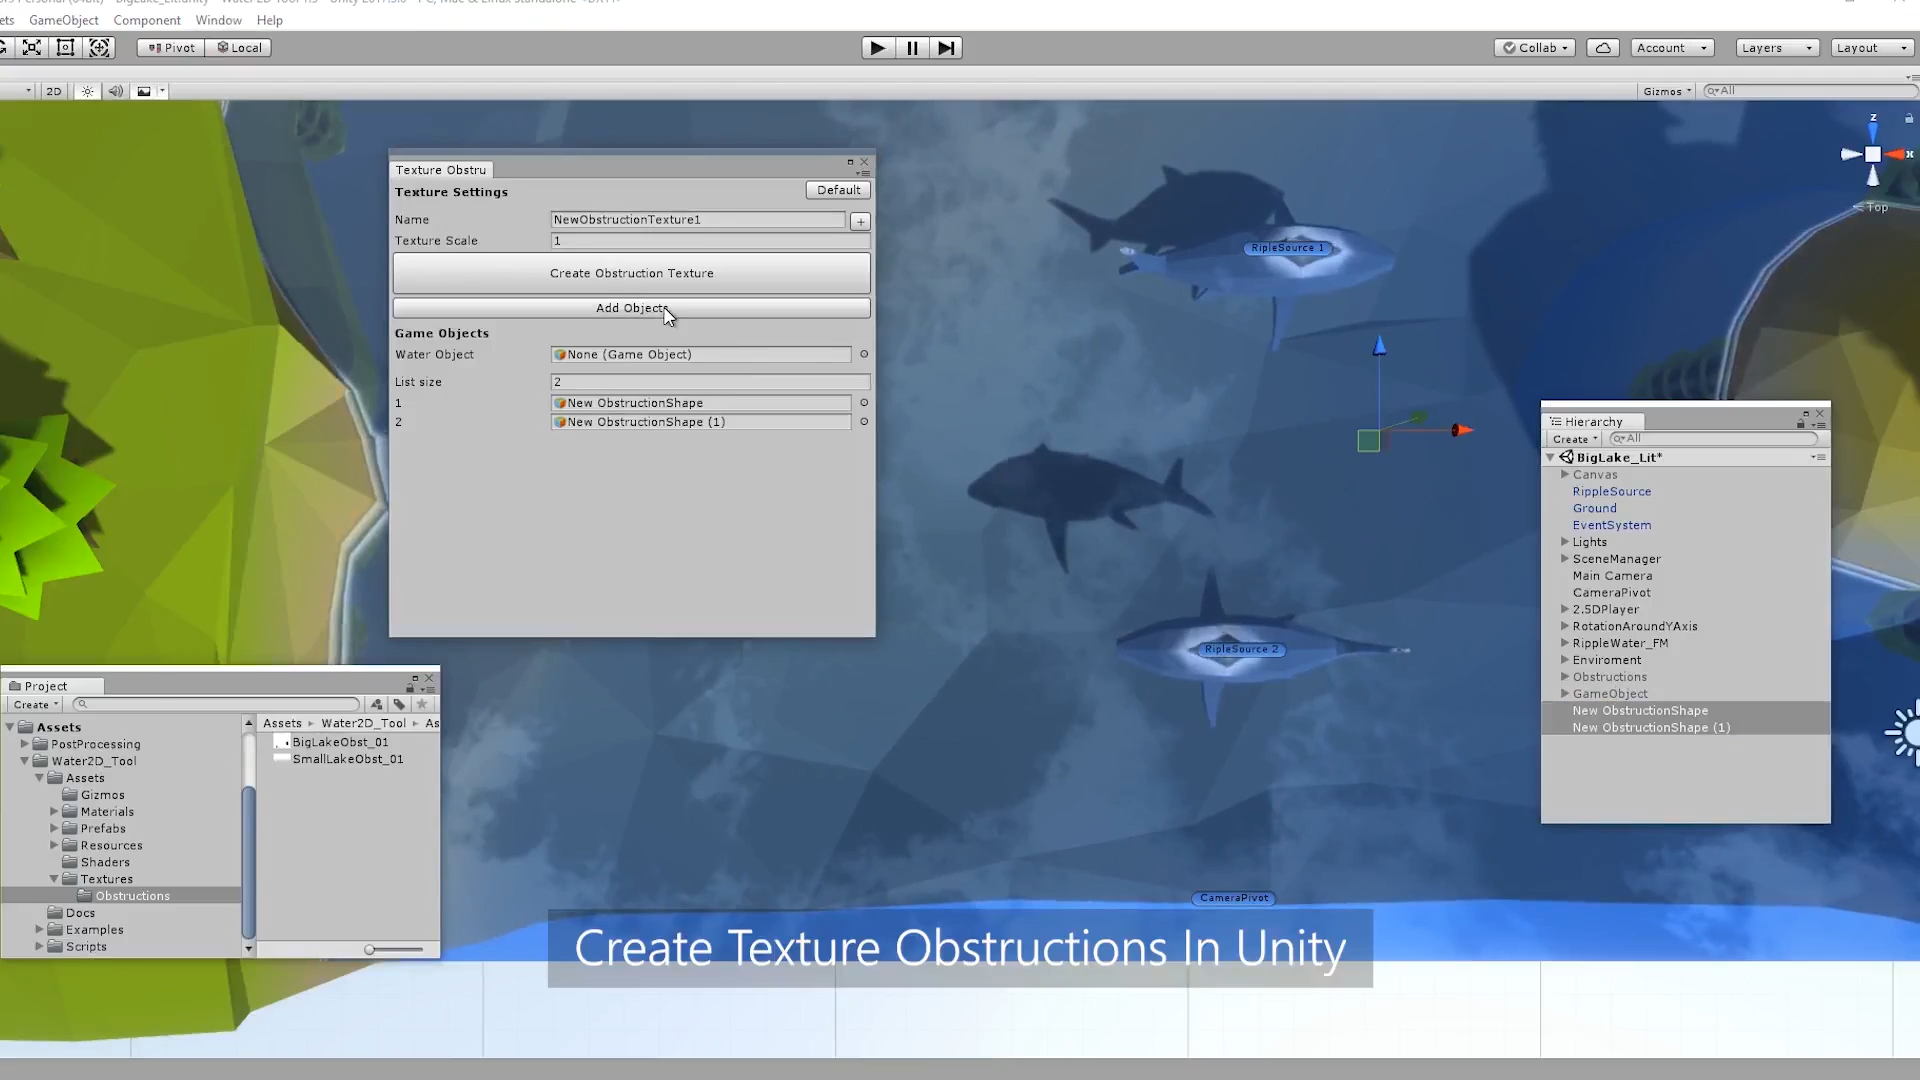 GameObject Component Window Help
Pivot Local Collab Account Layers Layout
2D Gizmos All
Texture Obstru
Texture Settings Default
Name NewObstructionTexture1 +
Texture Scale 1
Create Obstruction Texture
Add Objects
Game Objects
Water Object None (Game Object)
List size 2
1 New ObstructionShape
2 New ObstructionShape (1)
RipleSource 1
RipleSource 2
CameraPivot
z
x
Top
Hierarchy
Create All
BigLake_Lit*
Canvas
RippleSource
Ground
EventSystem
Lights
SceneManager
Main Camera
CameraPivot
2.5DPlayer
RotationAroundYAxis
RippleWater_FM
Enviroment
Obstructions
GameObject
New ObstructionShape
New ObstructionShape (1)
Project
Create
Assets
PostProcessing
Water2D_Tool
Assets
Gizmos
Materials
Prefabs
Resources
Shaders
Textures
Obstructions
Docs
Examples
Scripts
Assets Water2D_Tool As
BigLakeObst_01
SmallLakeObst_01
Create Texture Obstructions In Unity